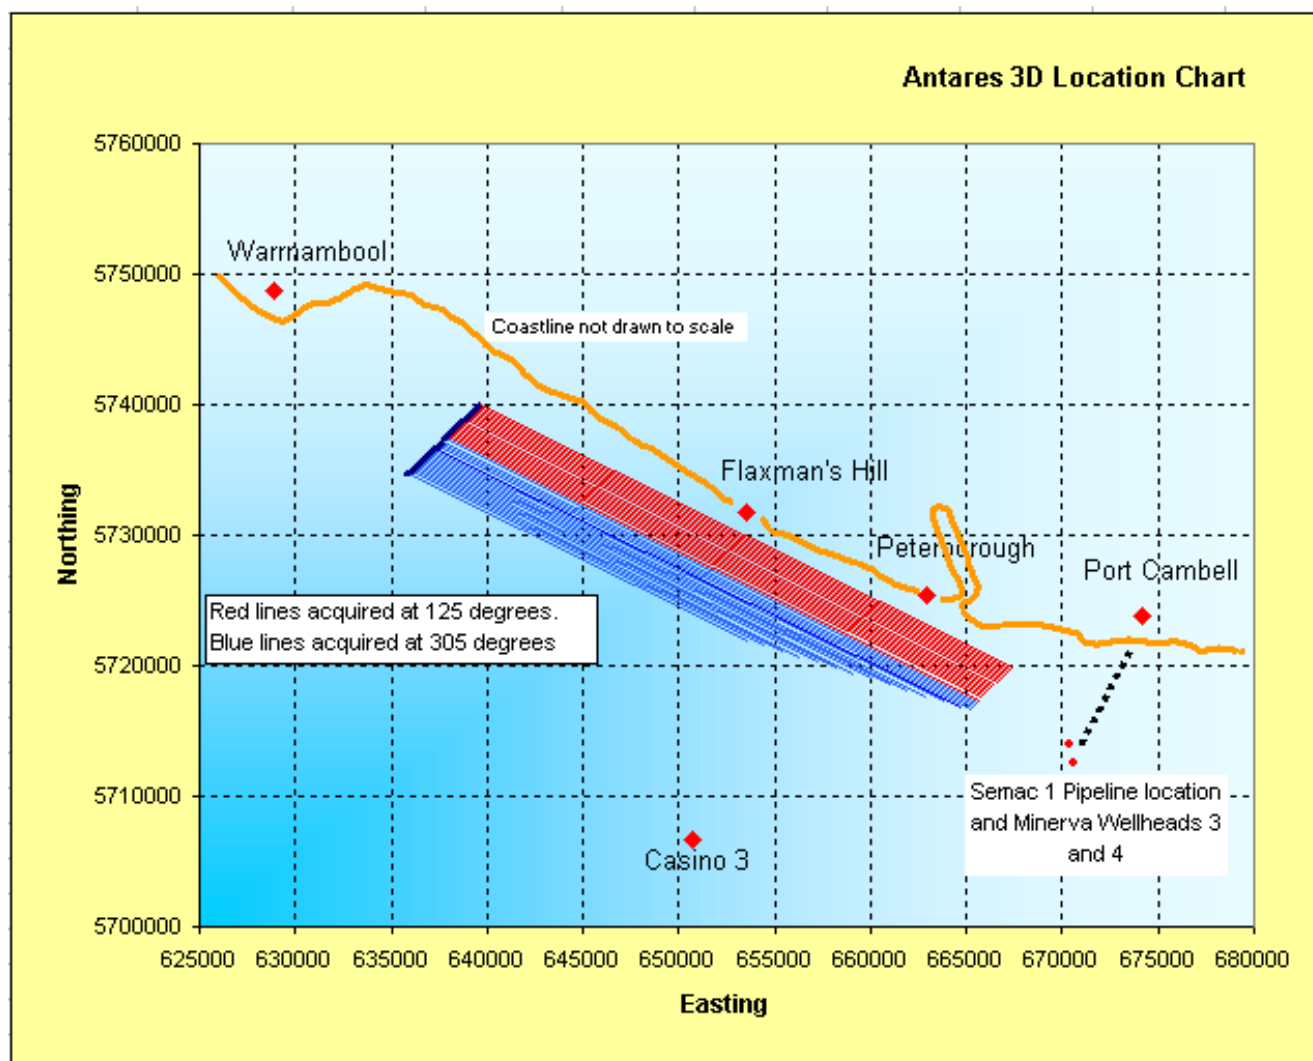 Antares 3D Location Chart
5760000
5750000
5740000
5730000
5720000
5710000
5700000
Northing
Warrnambool
Coastline not drawn to scale
Flaxman's Hill
Peterborough
Port Cambell
Red lines acquired at 125 degrees.
Blue lines acquired at 305 degrees
Semac 1 Pipeline location
and Minerva Wellheads 3
and 4
Casino 3
625000 630000 635000 640000 645000 650000 655000 660000 665000 670000 675000 680000
Easting